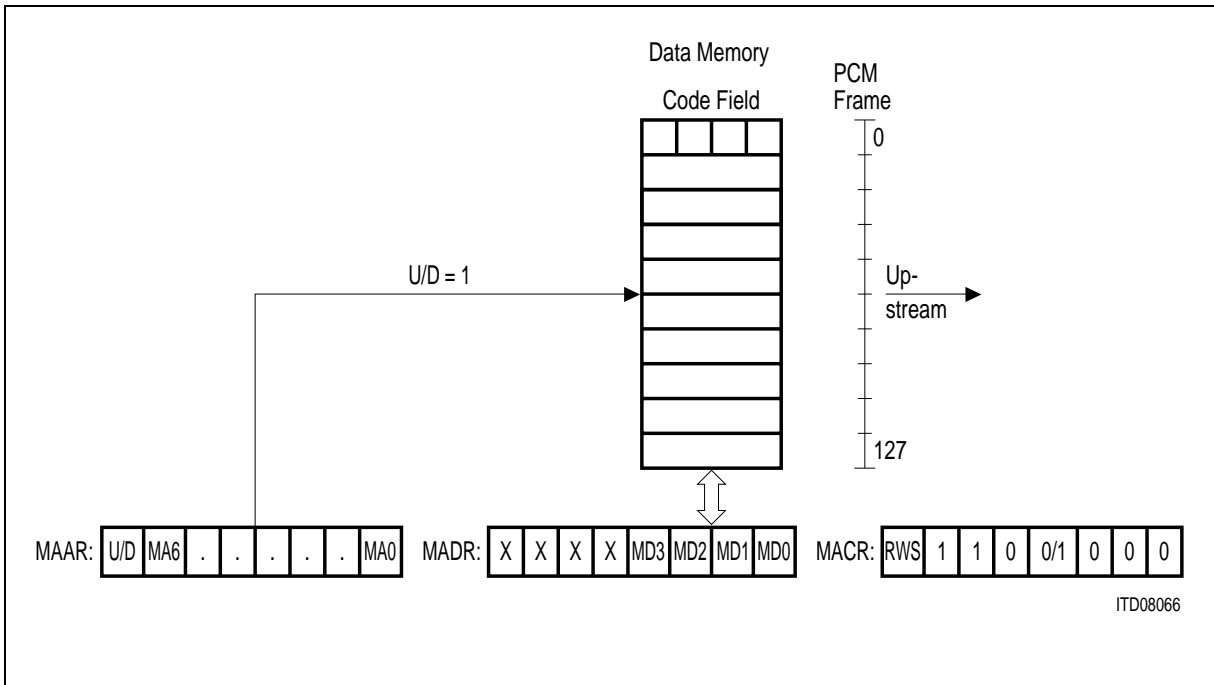 Data Memory
Code Field
PCM
Frame
0
U/D = 1
Up-
stream
127
MAAR: U/D MA6 . . . . . MA0 MADR: X X X X MD3 MD2 MD1 MD0 MACR: RWS 1 1 0 0/1 0 0 0
ITD08066